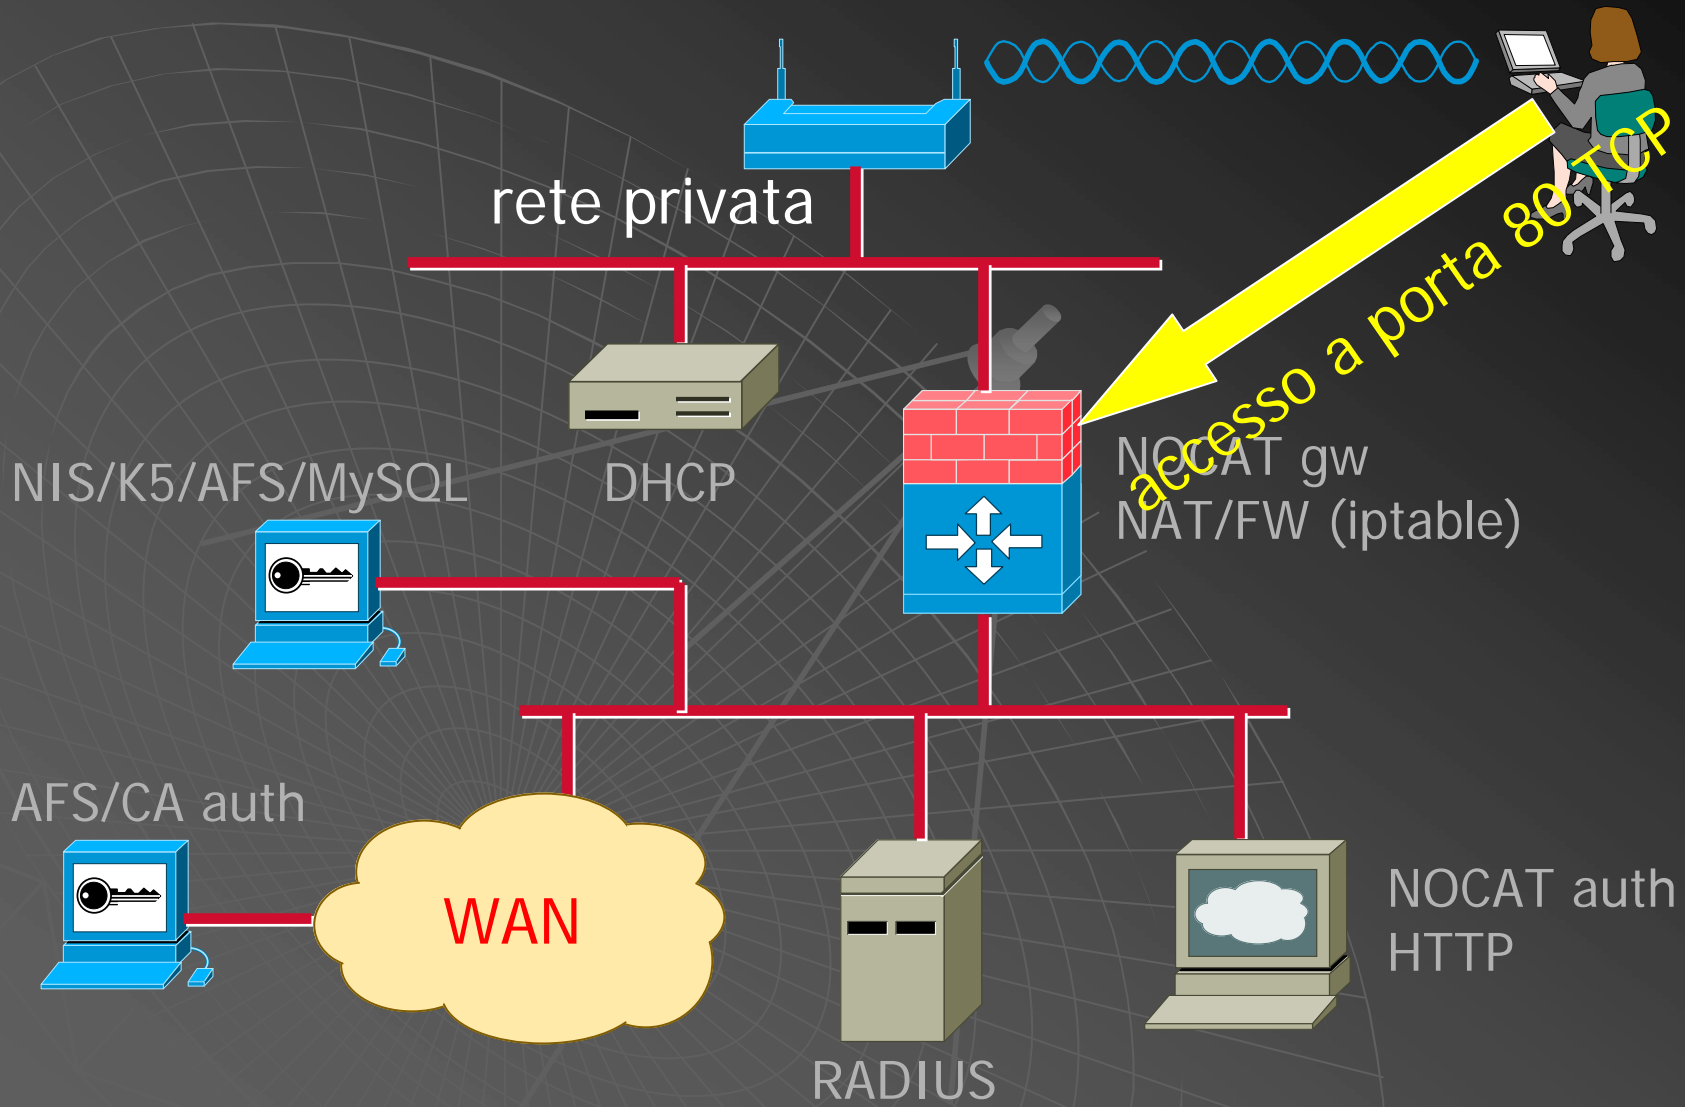 rete privata
accesso a porta 80 TCP
NIS/K5/AFS/MySQL
DHCP
NOCAT gw
NAT/FW (iptable)
AFS/CA auth
WAN
NOCAT auth
HTTP
RADIUS